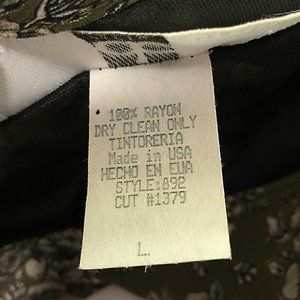 100% RAYON
DRY CLEAN ONLY
TINTORERIA
Made in USA
HECHO EN EUA
STYLE:892
CUT #1379
L